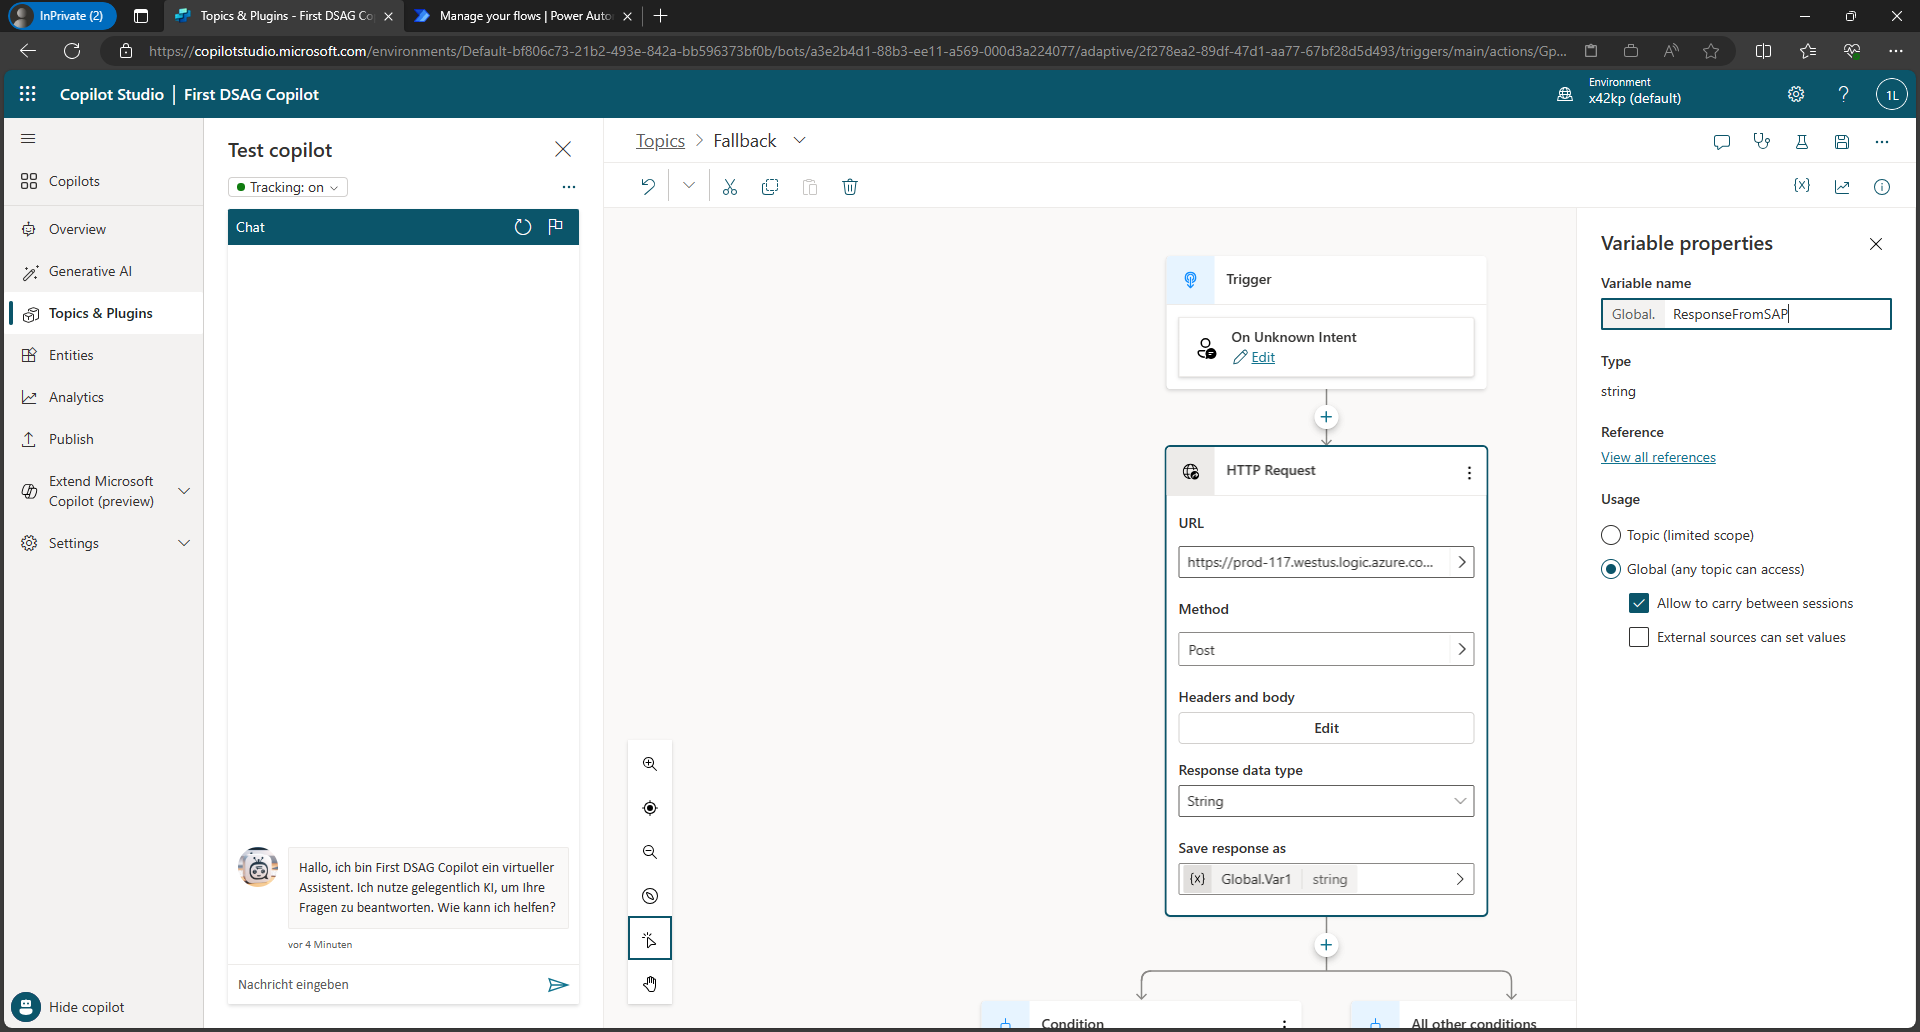 InPrivate (2)
Topics & Plugins - First DSAG Co
Manage your flows | Power Auto
https://copilotstudio.microsoft.com/environments/Default-bf806c73-21b2-493e-842a-bb596373bf0b/bots/a3e2b4d1-88b3-ee11-a569-000d3a224077/adaptive/2f278ea2-89df-47d1-aa77-67bf28d5d493/triggers/main/actions/Gp...
Copilot Studio | First DSAG Copilot
Environment
x42kp (default)
?
1L
Copilots
Overview
Generative AI
Topics & Plugins
Entities
Analytics
Publish
Extend Microsoft
Copilot (preview)
Settings
Hide copilot
Test copilot
Tracking: on
Chat
Hallo, ich bin First DSAG Copilot ein virtueller
Assistent. Ich nutze gelegentlich KI, um Ihre
Fragen zu beantworten. Wie kann ich helfen?
vor 4 Minuten
Nachricht eingeben
Topics > Fallback
{x}
Trigger
On Unknown Intent
Edit
HTTP Request
URL
https://prod-117.westus.logic.azure.co...
Method
Post
Headers and body
Edit
Response data type
String
Save response as
{x} Global.Var1 string
Condition
All other conditions
Variable properties
Variable name
Global. ResponseFromSAP
Type
string
Reference
View all references
Usage
Topic (limited scope)
Global (any topic can access)
Allow to carry between sessions
External sources can set values